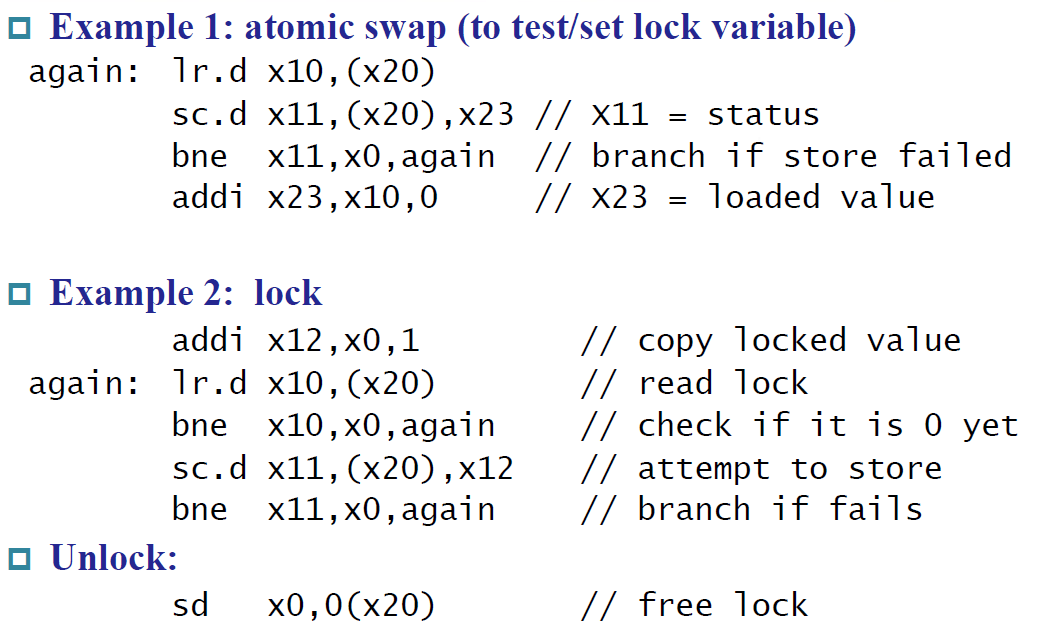 Example 1: atomic swap (to test/set lock variable)
again: lr.d x10,(x20)
sc.d x11,(x20),x23 // X11 = status
bne x11,x0,again // branch if store failed
addi x23,x10,0 // X23 = loaded value
Example 2: lock
addi x12,x0,1 // copy locked value
again: lr.d x10,(x20) // read lock
bne x10,x0,again // check if it is 0 yet
sc.d x11,(x20),x12 // attempt to store
bne x11,x0,again // branch if fails
Unlock:
sd x0,0(x20) // free lock